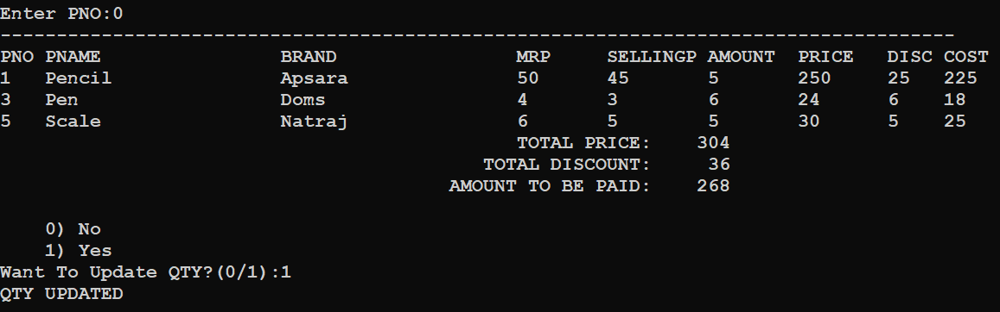 Enter PNO:0
-------------------------------------------------------------------------------------
PNO PNAME BRAND MRP SELLINGP AMOUNT PRICE DISC COST
1 Pencil Apsara 50 45 5 250 25 225
3 Pen Doms 4 3 6 24 6 18
5 Scale Natraj 6 5 5 30 5 25
TOTAL PRICE: 304
TOTAL DISCOUNT: 36
AMOUNT TO BE PAID: 268
0) No
1) Yes
Want To Update QTY?(0/1):1
QTY UPDATED